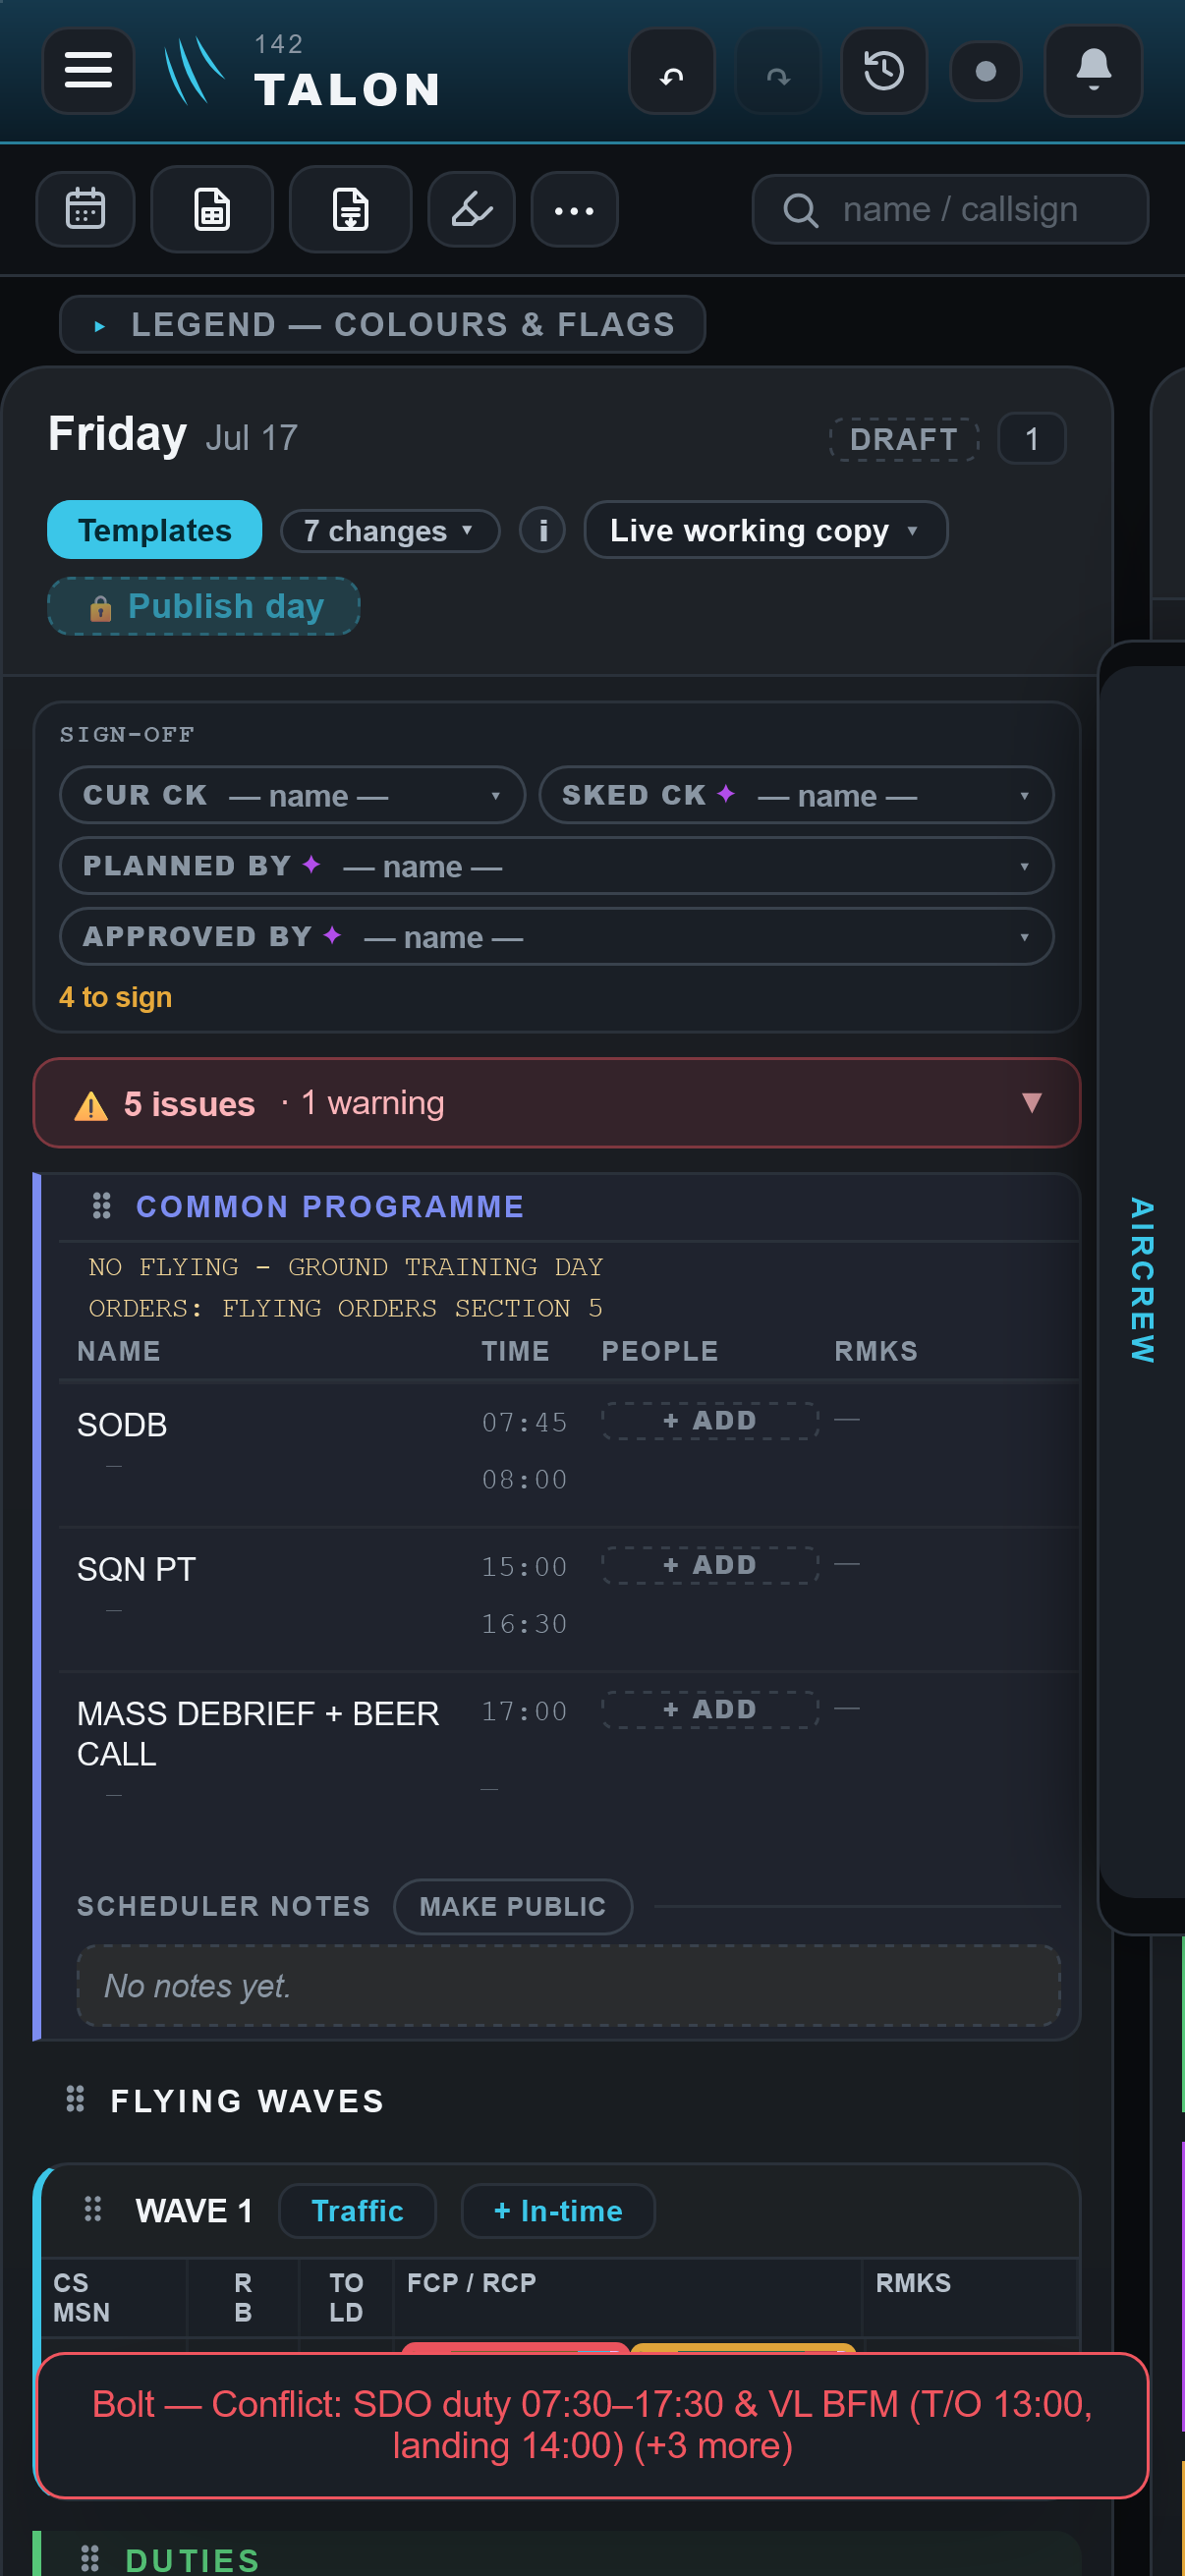 142
TALON
name / callsign
▸ LEGEND — COLOURS & FLAGS
Friday Jul 17
DRAFT 1
Templates 7 changes ▾ i Live working copy ▾
🔒 Publish day
SIGN-OFF
CUR CK — name — ▾ SKED CK ✦ — name — ▾
PLANNED BY ✦ — name — ▾
APPROVED BY ✦ — name — ▾
4 to sign
⚠️ 5 issues · 1 warning ▼
COMMON PROGRAMME
NO FLYING - GROUND TRAINING DAY
ORDERS: FLYING ORDERS SECTION 5
NAME TIME PEOPLE RMKS
SODB 07:45 + ADD —
— 08:00
SQN PT 15:00 + ADD —
— 16:30
MASS DEBRIEF + BEER 17:00 + ADD —
CALL
— —
SCHEDULER NOTES MAKE PUBLIC
No notes yet.
AIRCREW
FLYING WAVES
WAVE 1 Traffic + In-time
CS R TO FCP / RCP RMKS
MSN B LD
Bolt — Conflict: SDO duty 07:30–17:30 & VL BFM (T/O 13:00,
landing 14:00) (+3 more)
DUTIES